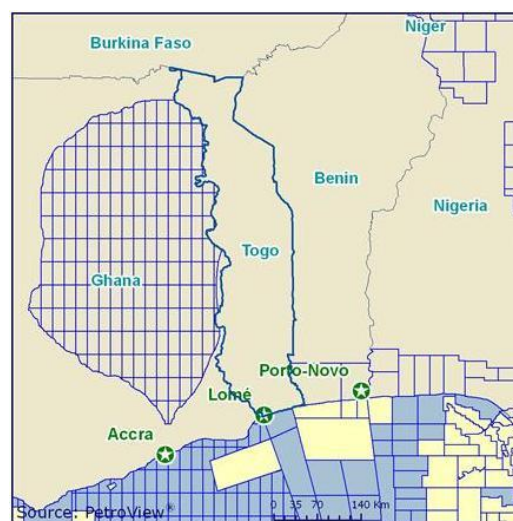 Niger
Burkina Faso
Benin
Nigeria
Togo
Ghana
Porto-Novo
Lomé
Accra
0 35 70 140 Km
Source: PetroView®